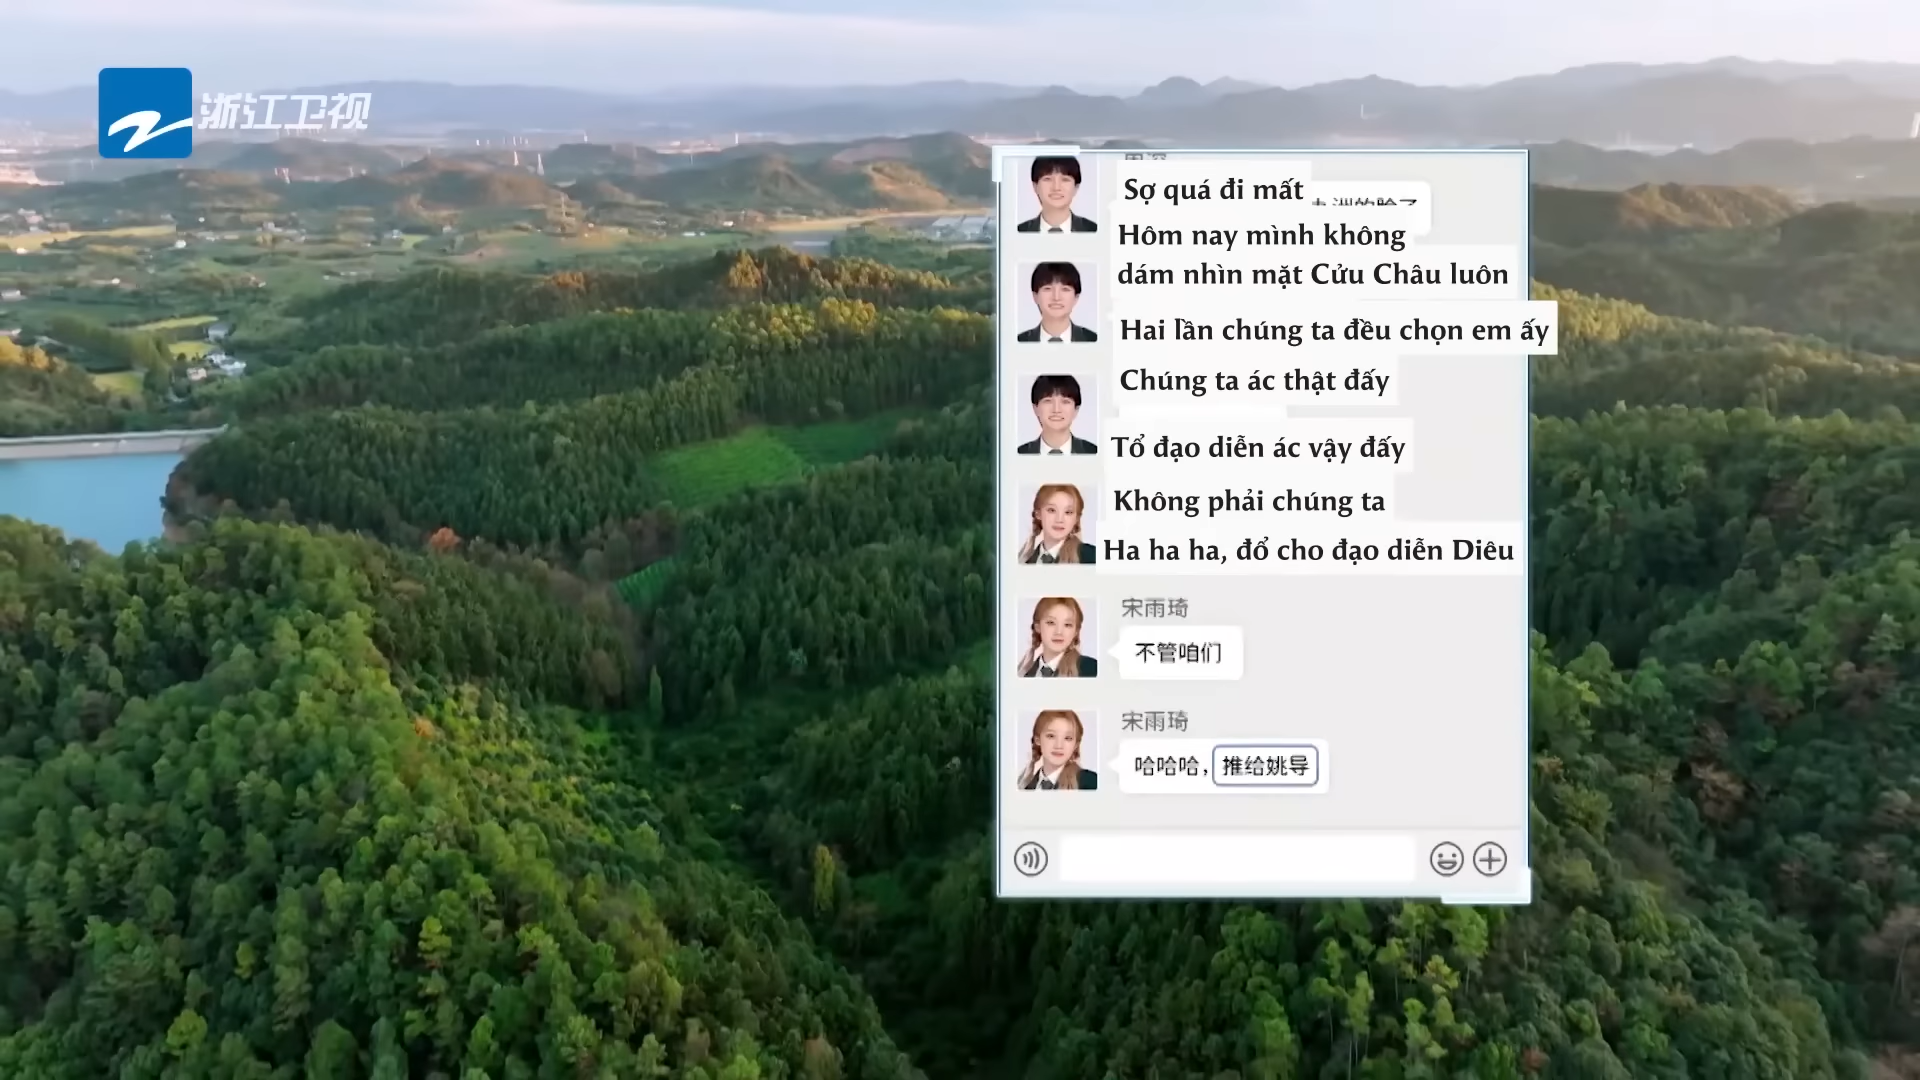 浙江卫视
Sợ quá đi mất
Hôm nay mình không
dám nhìn mặt Cửu Châu luôn
Hai lần chúng ta đều chọn em ấy
Chúng ta ác thật đấy
Tổ đạo diễn ác vậy đấy
Không phải chúng ta
Ha ha ha, đổ cho đạo diễn Diêu
宋雨琦
不管咱们
宋雨琦
哈哈哈,推给姚导